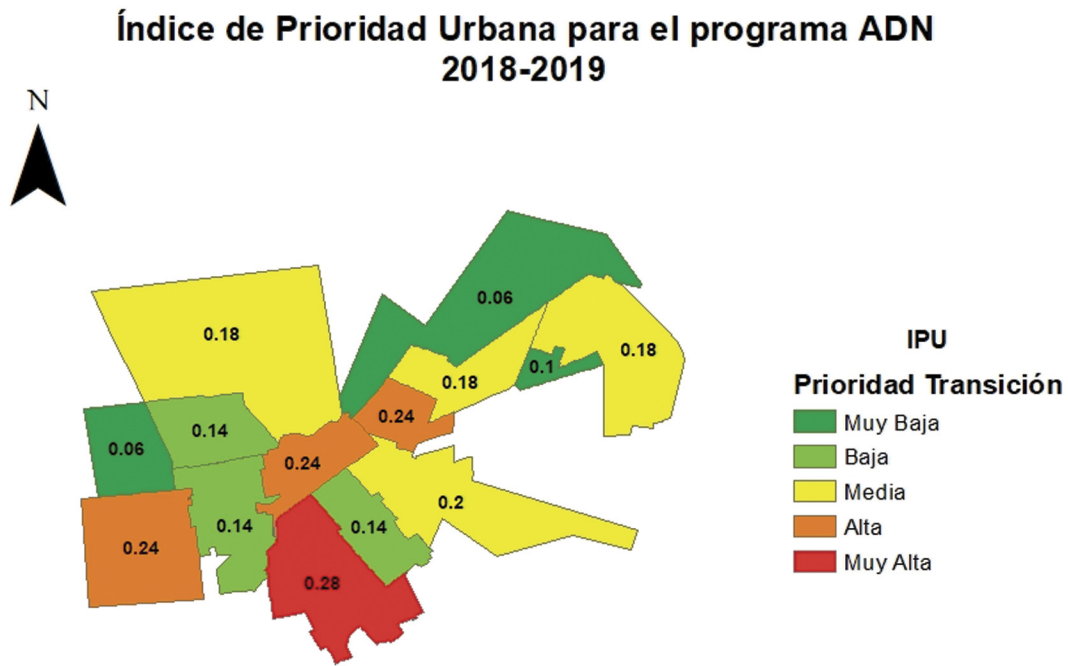 Índice de Prioridad Urbana para el programa ADN
2018-2019
N
0.06
0.18
0.18
0.1
0.18
0.24
0.14
0.06
0.24
0.2
0.14
0.14
0.24
0.28
IPU
Prioridad Transición
Muy Baja
Baja
Media
Alta
Muy Alta